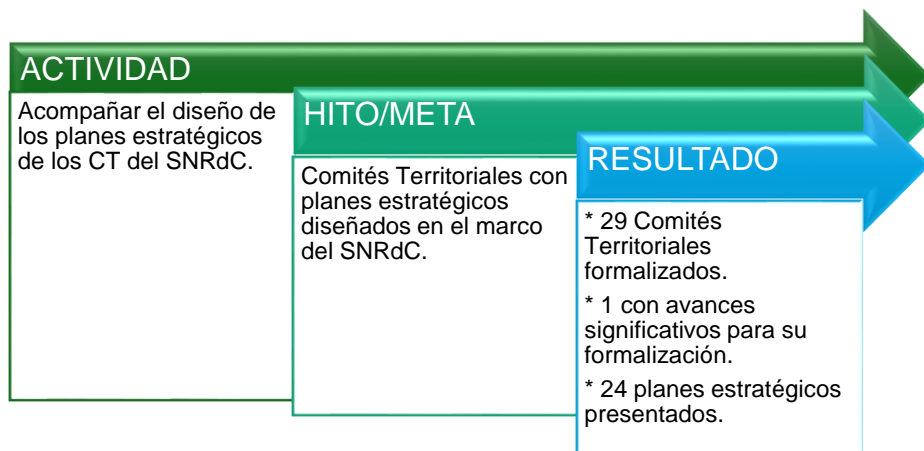 ACTIVIDAD
Acompañar el diseño de
los planes estratégicos
de los CT del SNRdC.
HITO/META
Comités Territoriales con
planes estratégicos
diseñados en el marco
del SNRdC.
RESULTADO
* 29 Comités
Territoriales
formalizados.
* 1 con avances
significativos para su
formalización.
* 24 planes estratégicos
presentados.